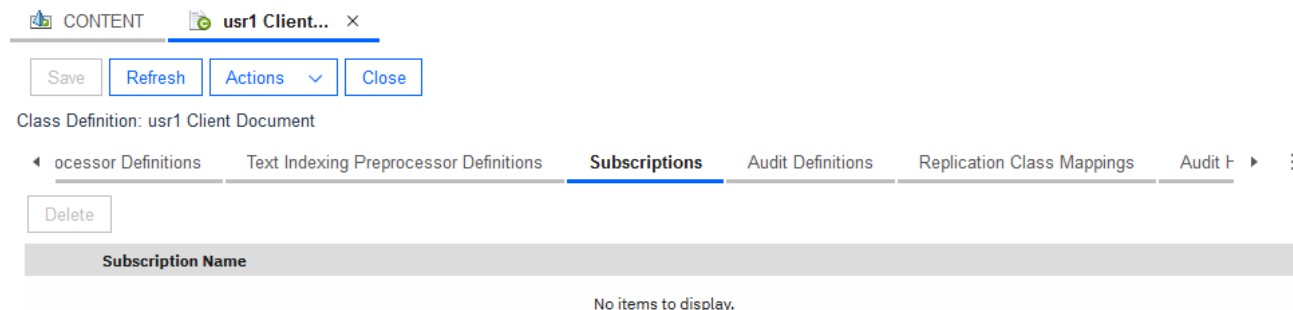 CONTENT usr1 Client... ×
Save Refresh Actions Close
Class Definition: usr1 Client Document
ocessor Definitions Text Indexing Preprocessor Definitions Subscriptions Audit Definitions Replication Class Mappings Audit H
Delete
Subscription Name
No items to display.